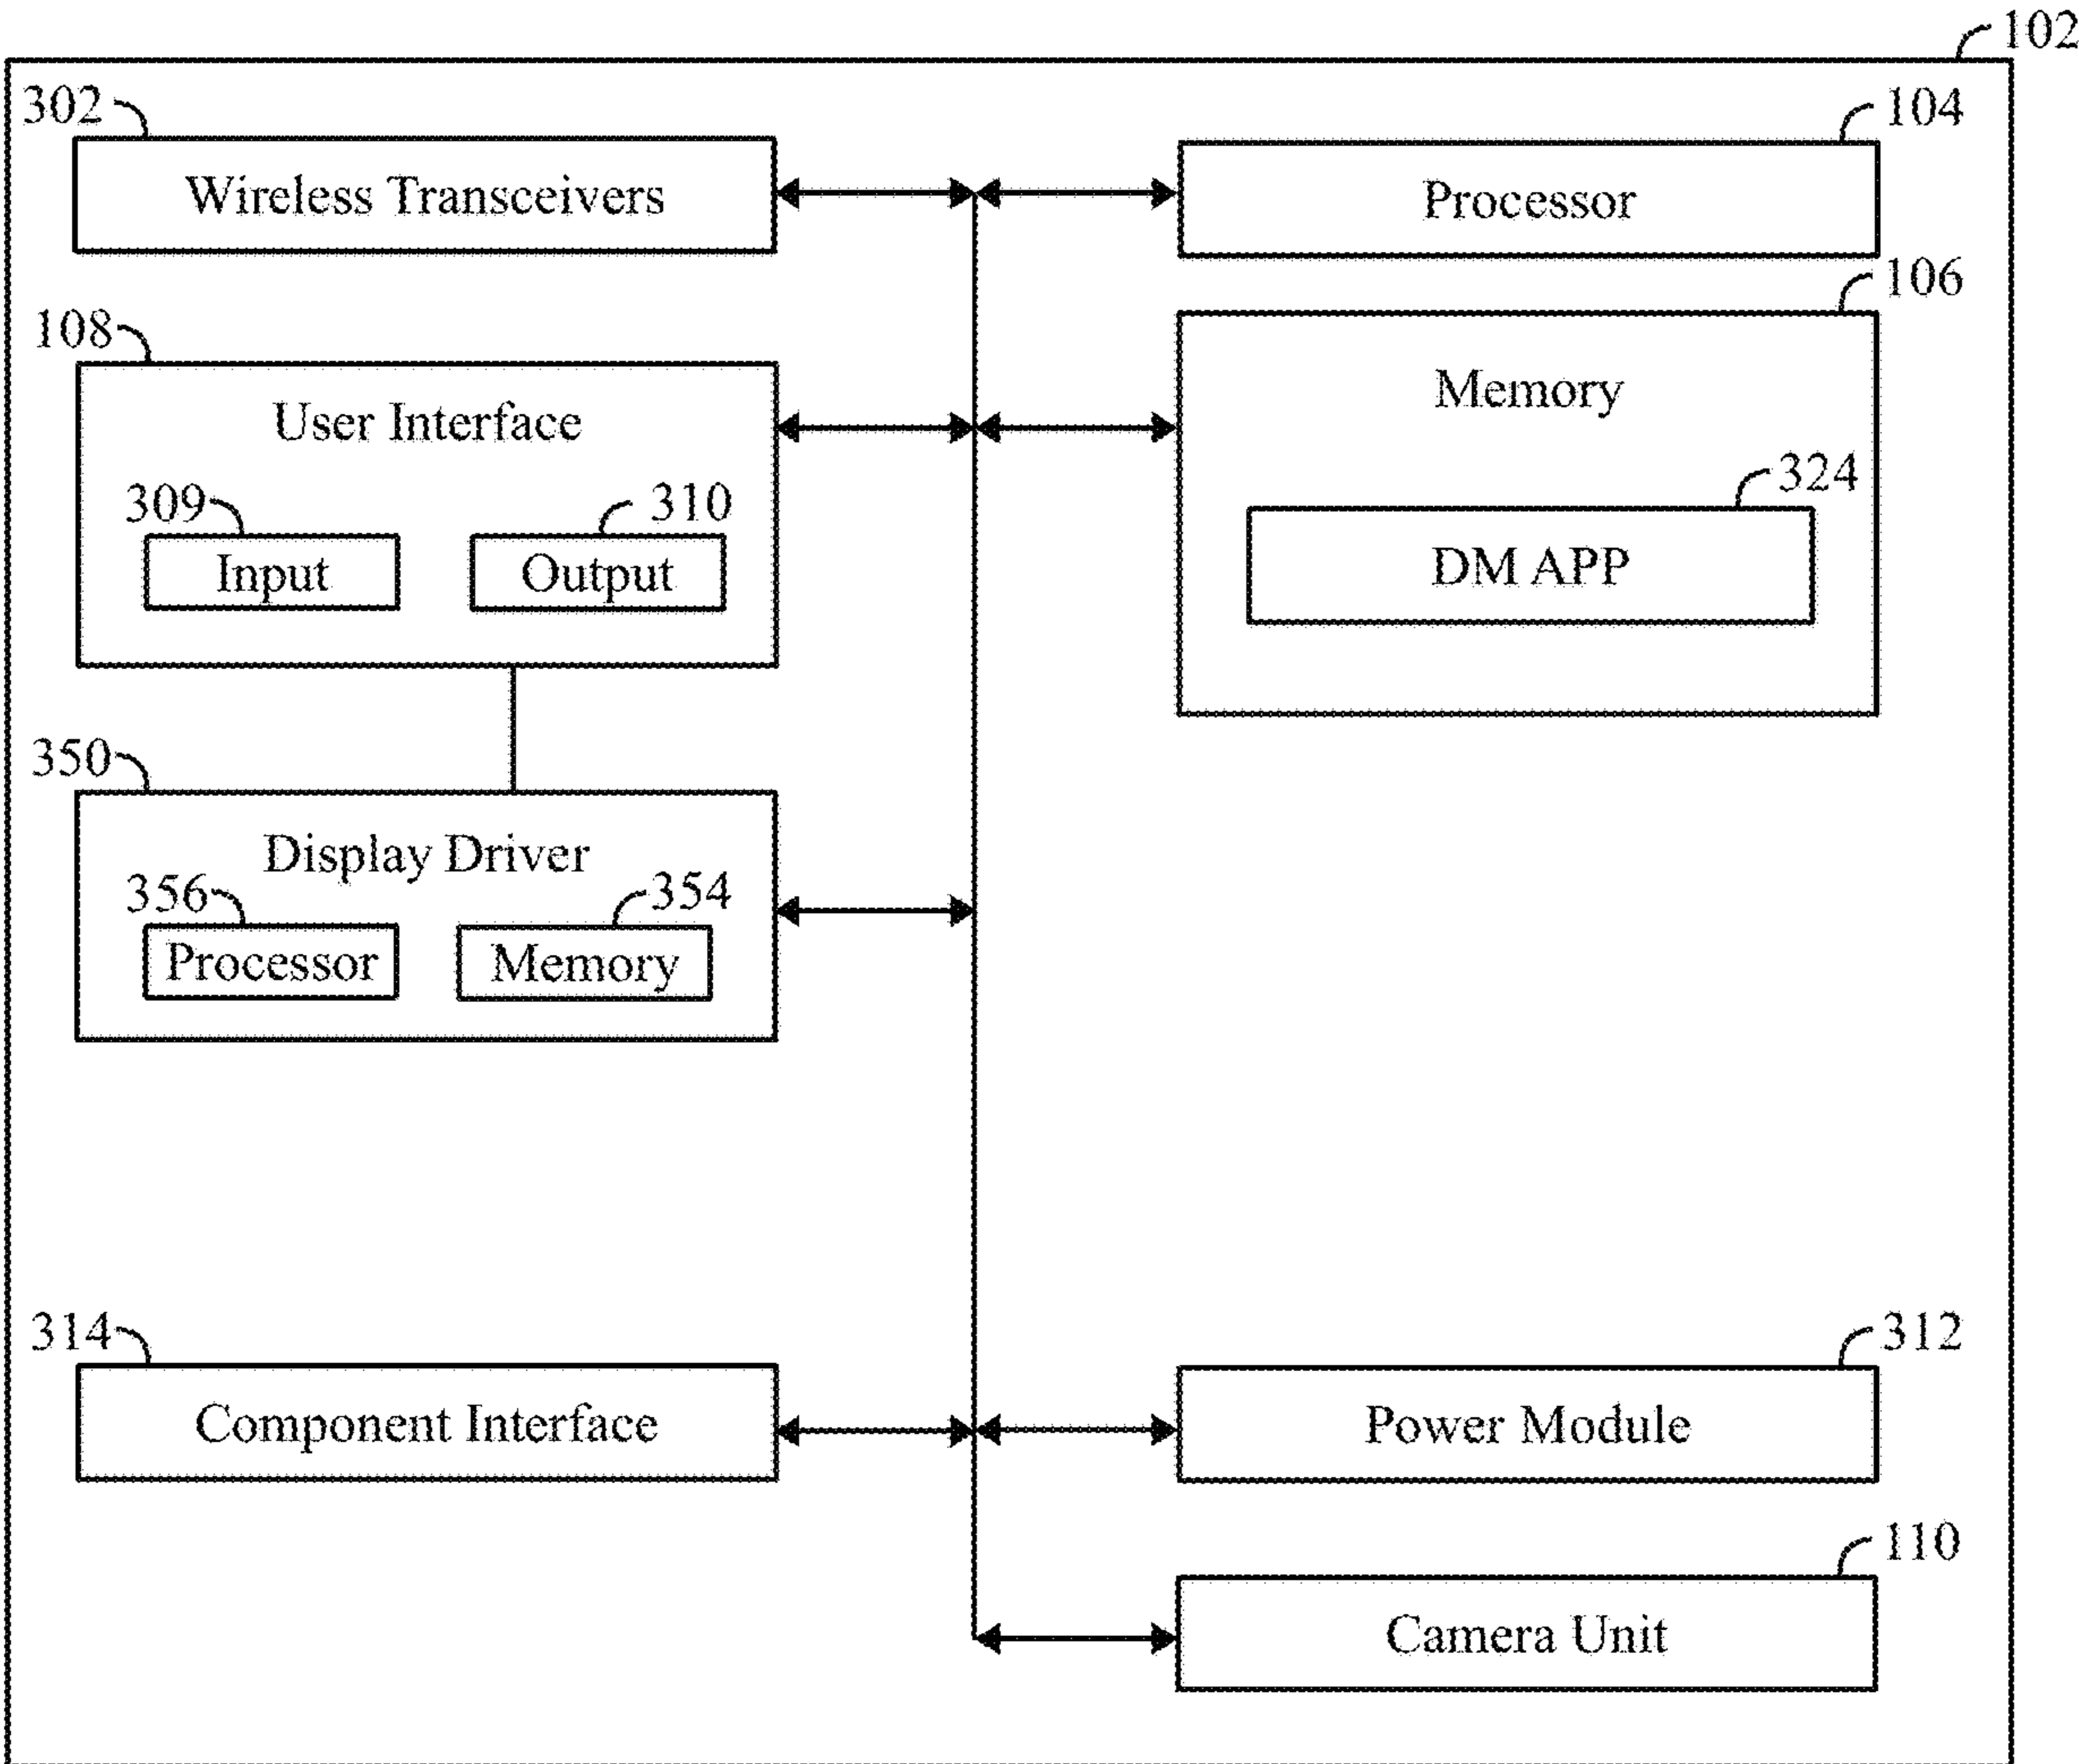 102
302
Wireless Transceivers
104
Processor
108
User Interface
309
Input
310
Output
106
Memory
324
DM APP
350
Display Driver
356
Processor
354
Memory
314
Component Interface
312
Power Module
110
Camera Unit